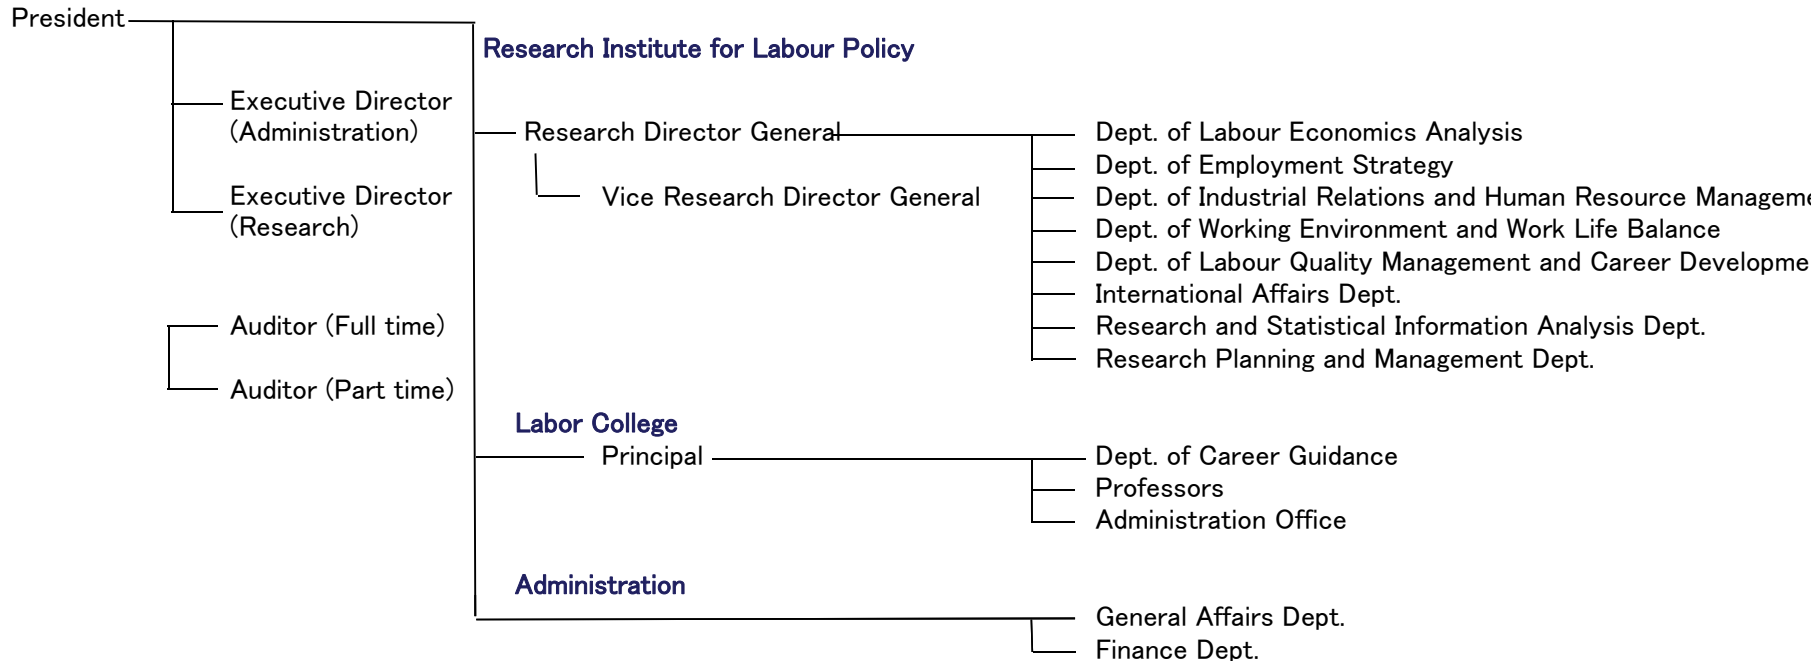 President
Research Institute for Labour Policy
Executive Director
(Administration)
Research Director General
Vice Research Director General
Executive Director
(Research)
Dept. of Labour Economics Analysis
Dept. of Employment Strategy
Dept. of Industrial Relations and Human Resource Manageme
Dept. of Working Environment and Work Life Balance
Dept. of Labour Quality Management and Career Developme
International Affairs Dept.
Research and Statistical Information Analysis Dept.
Research Planning and Management Dept.
Auditor (Full time)
Auditor (Part time)
Labor College
Principal
Dept. of Career Guidance
Professors
Administration Office
Administration
General Affairs Dept.
Finance Dept.